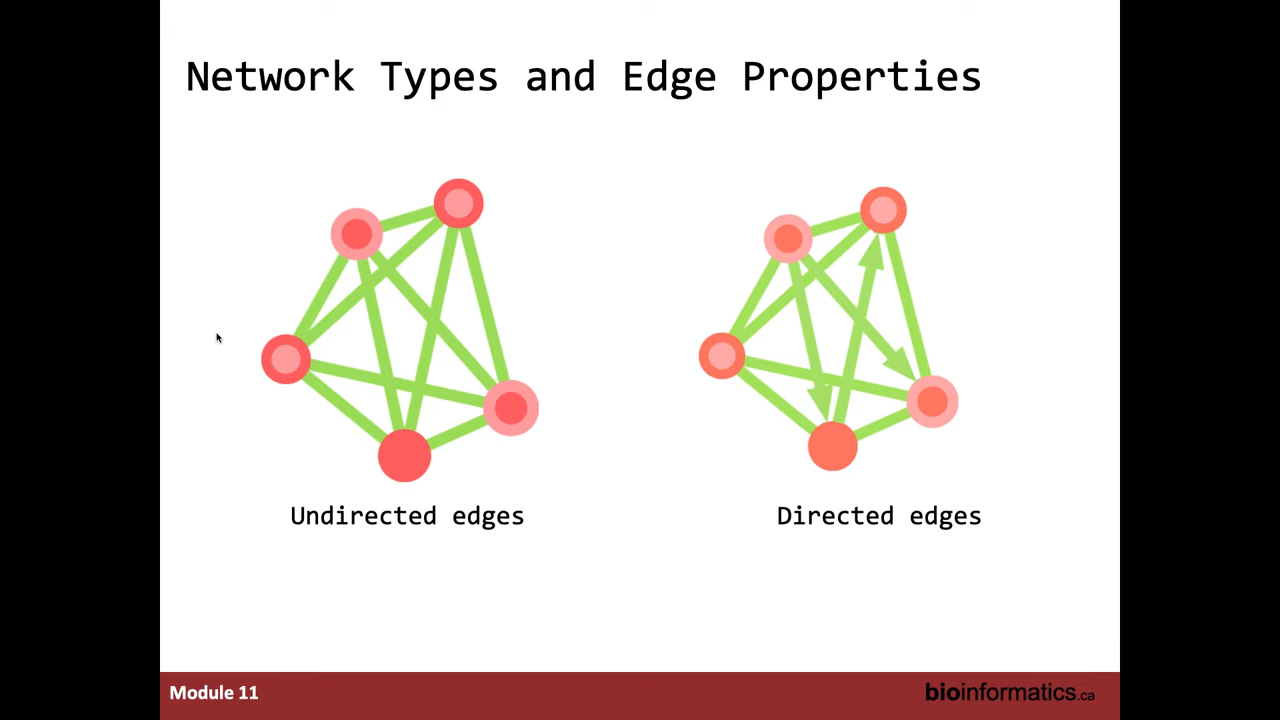 Network Types and Edge Properties
Undirected edges
Directed edges
Module 11
bioinformatics.ca